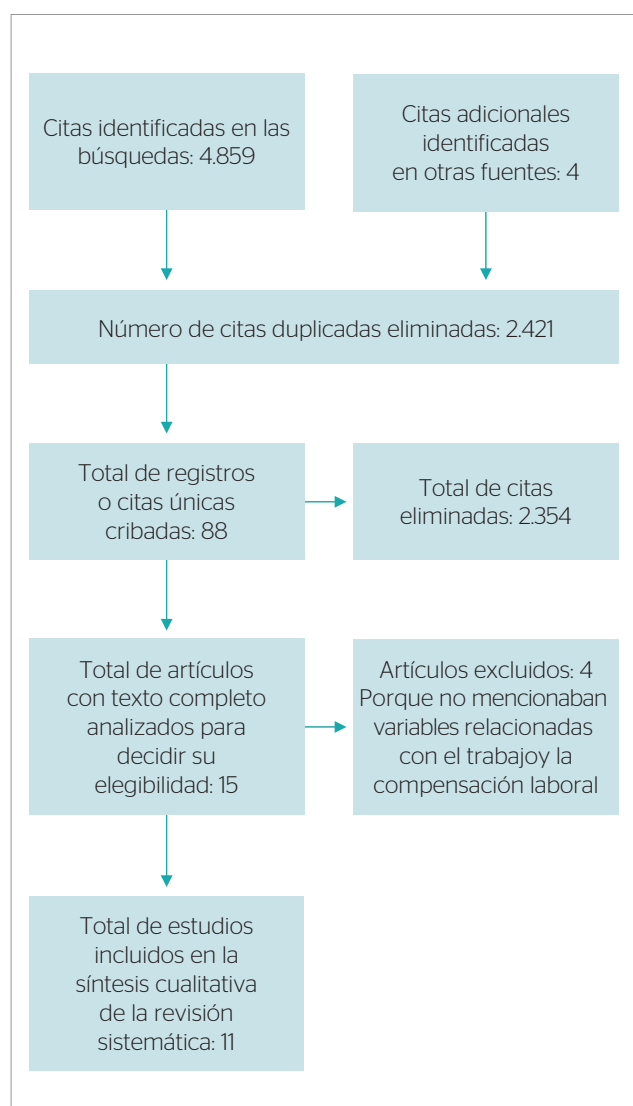 Citas identificadas en las
búsquedas: 4.859
Citas adicionales
identificadas
en otras fuentes: 4
Número de citas duplicadas eliminadas: 2.421
Total de registros
o citas únicas
cribadas: 88
Total de citas
eliminadas: 2.354
Total de artículos
con texto completo
analizados para
decidir su
elegibilidad: 15
Artículos excluidos: 4
Porque no mencionaban
variables relacionadas
con el trabajoy la
compensación laboral
Total de estudios
incluidos en la
síntesis cualitativa
de la revisión
sistemática: 11